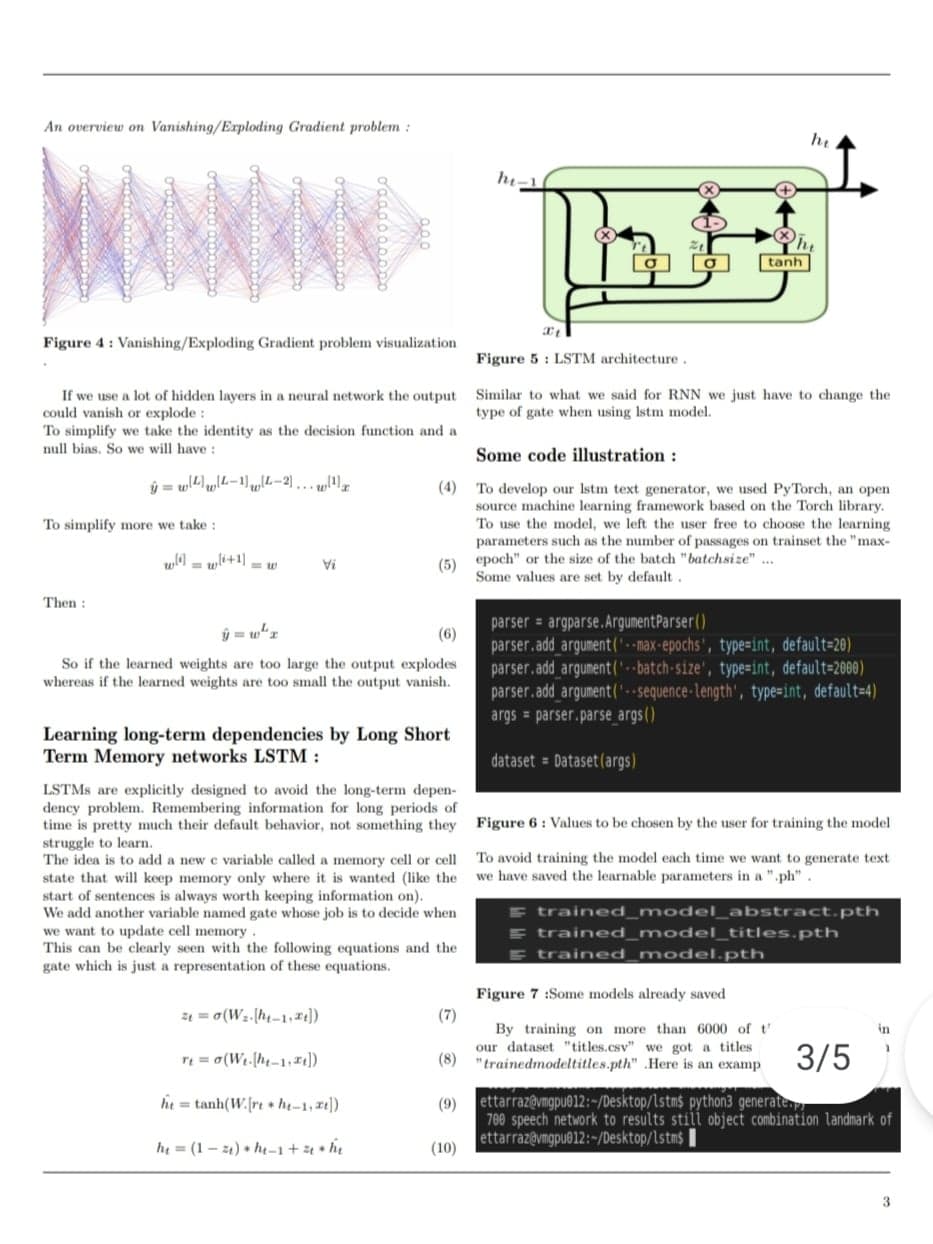 An overview on Vanishing/Exploding Gradient problem :
Figure 4 : Vanishing/Exploding Gradient problem visualization
.
If we use a lot of hidden layers in a neural network the output
could vanish or explode :
To simplify we take the identity as the decision function and a
null bias. So we will have :
ŷ = w^[L] w^[L−1] w^[L−2] … w^[1] x (4)
To simplify more we take :
w^[i] = w^[i+1] = w ∀i (5)
Then :
ŷ = w^L x (6)
So if the learned weights are too large the output explodes
whereas if the learned weights are too small the output vanish.
Learning long-term dependencies by Long Short
Term Memory networks LSTM :
LSTMs are explicitly designed to avoid the long-term depen-
dency problem. Remembering information for long periods of
time is pretty much their default behavior, not something they
struggle to learn.
The idea is to add a new c variable called a memory cell or cell
state that will keep memory only where it is wanted (like the
start of sentences is always worth keeping information on).
We add another variable named gate whose job is to decide when
we want to update cell memory .
This can be clearly seen with the following equations and the
gate which is just a representation of these equations.
z_t = σ(W_z.[h_{t−1}, x_t]) (7)
r_t = σ(W_t.[h_{t−1}, x_t]) (8)
ĥ_t = tanh(W.[r_t ∗ h_{t−1}, x_t]) (9)
h_t = (1 − z_t) ∗ h_{t−1} + z_t ∗ ĥ_t (10)
h_t
h_{t−1}
× +
1-
× r_t z_t × h̃_t
σ σ tanh
x_t
Figure 5 : LSTM architecture .
Similar to what we said for RNN we just have to change the
type of gate when using lstm model.
Some code illustration :
To develop our lstm text generator, we used PyTorch, an open
source machine learning framework based on the Torch library.
To use the model, we left the user free to choose the learning
parameters such as the number of passages on trainset the "max-
epoch" or the size of the batch "batchsize" ...
Some values are set by default .
parser = argparse.ArgumentParser()
parser.add_argument('--max-epochs', type=int, default=20)
parser.add_argument('--batch-size', type=int, default=2000)
parser.add_argument('--sequence-length', type=int, default=4)
args = parser.parse_args()
dataset = Dataset(args)
Figure 6 : Values to be chosen by the user for training the model
To avoid training the model each time we want to generate text
we have saved the learnable parameters in a ".ph" .
trained_model_abstract.pth
trained_model_titles.pth
trained_model.pth
Figure 7 :Some models already saved
By training on more than 6000 of in
our dataset "titles.csv" we got a titles
"trainedmodeltitles.pth" .Here is an examp
3/5
ettarraz@vmgpu012:~/Desktop/lstm$ python3 generate.py
700 speech network to results still object combination landmark of
ettarraz@vmgpu012:~/Desktop/lstm$
3